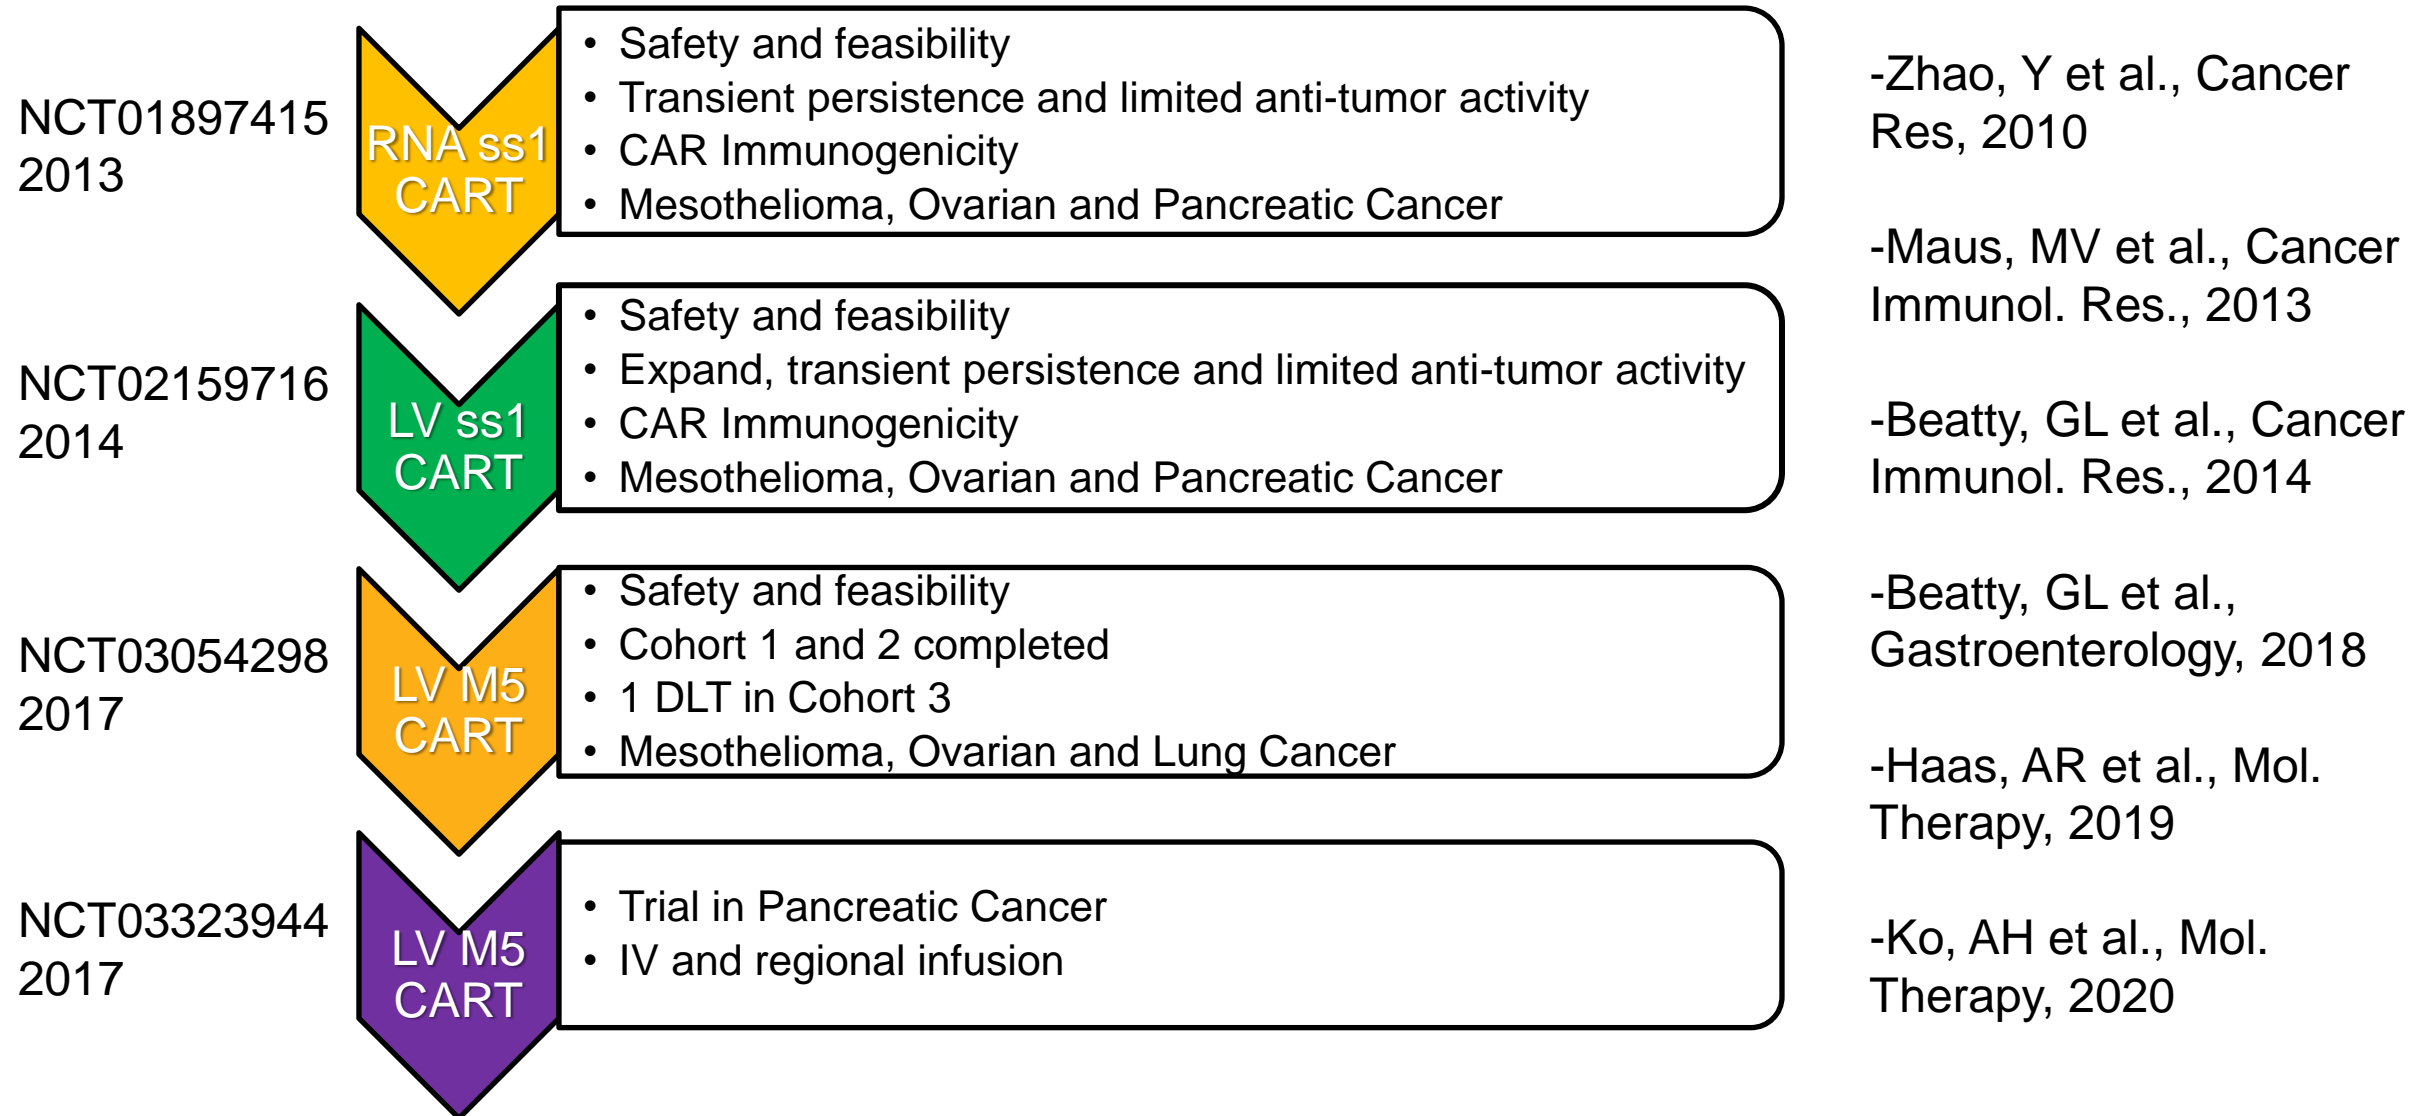 NCT01897415
2013
RNA ss1
CART
• Safety and feasibility
• Transient persistence and limited anti-tumor activity
• CAR Immunogenicity
• Mesothelioma, Ovarian and Pancreatic Cancer
NCT02159716
2014
LV ss1
CART
• Safety and feasibility
• Expand, transient persistence and limited anti-tumor activity
• CAR Immunogenicity
• Mesothelioma, Ovarian and Pancreatic Cancer
NCT03054298
2017
LV M5
CART
• Safety and feasibility
• Cohort 1 and 2 completed
• 1 DLT in Cohort 3
• Mesothelioma, Ovarian and Lung Cancer
NCT03323944
2017
LV M5
CART
• Trial in Pancreatic Cancer
• IV and regional infusion
-Zhao, Y et al., Cancer
Res, 2010
-Maus, MV et al., Cancer
Immunol. Res., 2013
-Beatty, GL et al., Cancer
Immunol. Res., 2014
-Beatty, GL et al.,
Gastroenterology, 2018
-Haas, AR et al., Mol.
Therapy, 2019
-Ko, AH et al., Mol.
Therapy, 2020